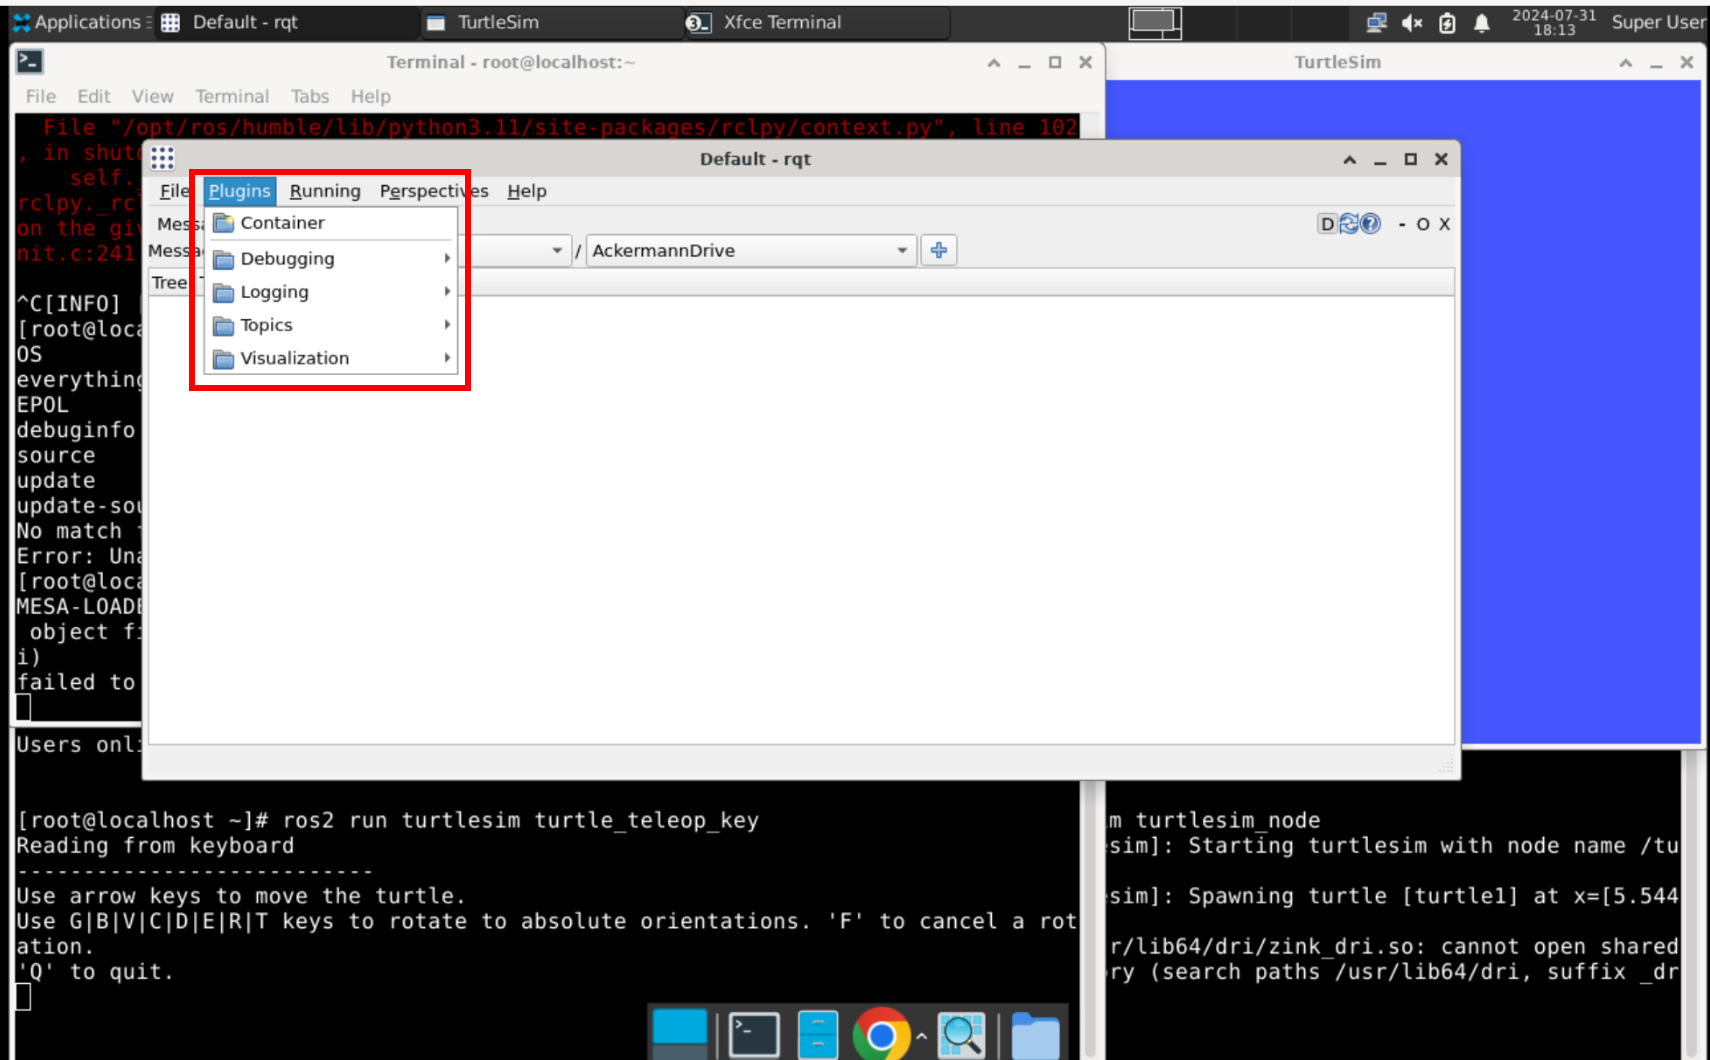 Applications
Default - rqt
TurtleSim
Xfce Terminal
2024-07-31
18:13
Super User
Terminal - root@localhost:~
TurtleSim
File Edit View Terminal Tabs Help
File "/opt/ros/humble/lib/python3.11/site-packages/rclpy/context.py", line 102
, in shut
self.
rclpy._rc
on the gi
nit.c:241
^C[INFO]
[root@loca
OS
everything
EPOL
debuginfo
source
update
update-sou
No match
Error: Una
[root@loca
MESA-LOADE
object fi
i)
failed to
Default - rqt
File Plugins Running Perspectives Help
Mess
D - O X
Messa
/ AckermannDrive
Tree
Container
Debugging
Logging
Topics
Visualization
Users onli
[root@localhost ~]# ros2 run turtlesim turtle_teleop_key
Reading from keyboard
---------------------------
Use arrow keys to move the turtle.
Use G|B|V|C|D|E|R|T keys to rotate to absolute orientations. 'F' to cancel a rot
ation.
'Q' to quit.
m turtlesim_node
sim]: Starting turtlesim with node name /tu
sim]: Spawning turtle [turtle1] at x=[5.544
r/lib64/dri/zink_dri.so: cannot open shared
ry (search paths /usr/lib64/dri, suffix _dr